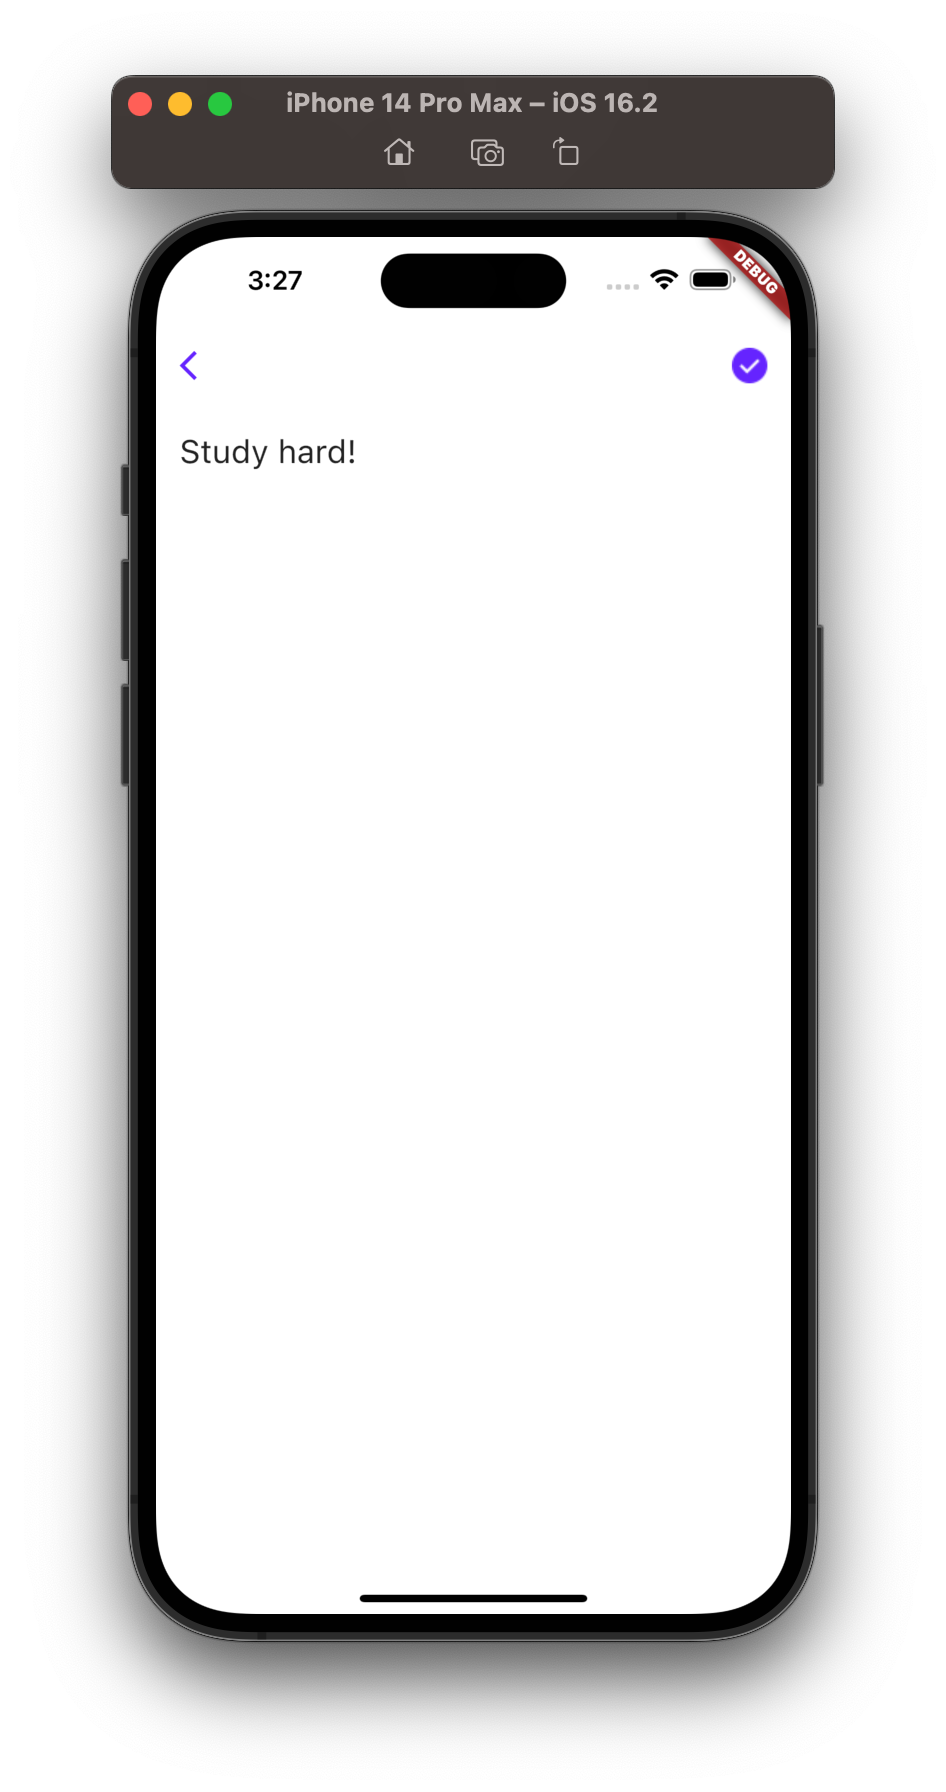 iPhone 14 Pro Max – iOS 16.2
3:27
DEBUG
Study hard!